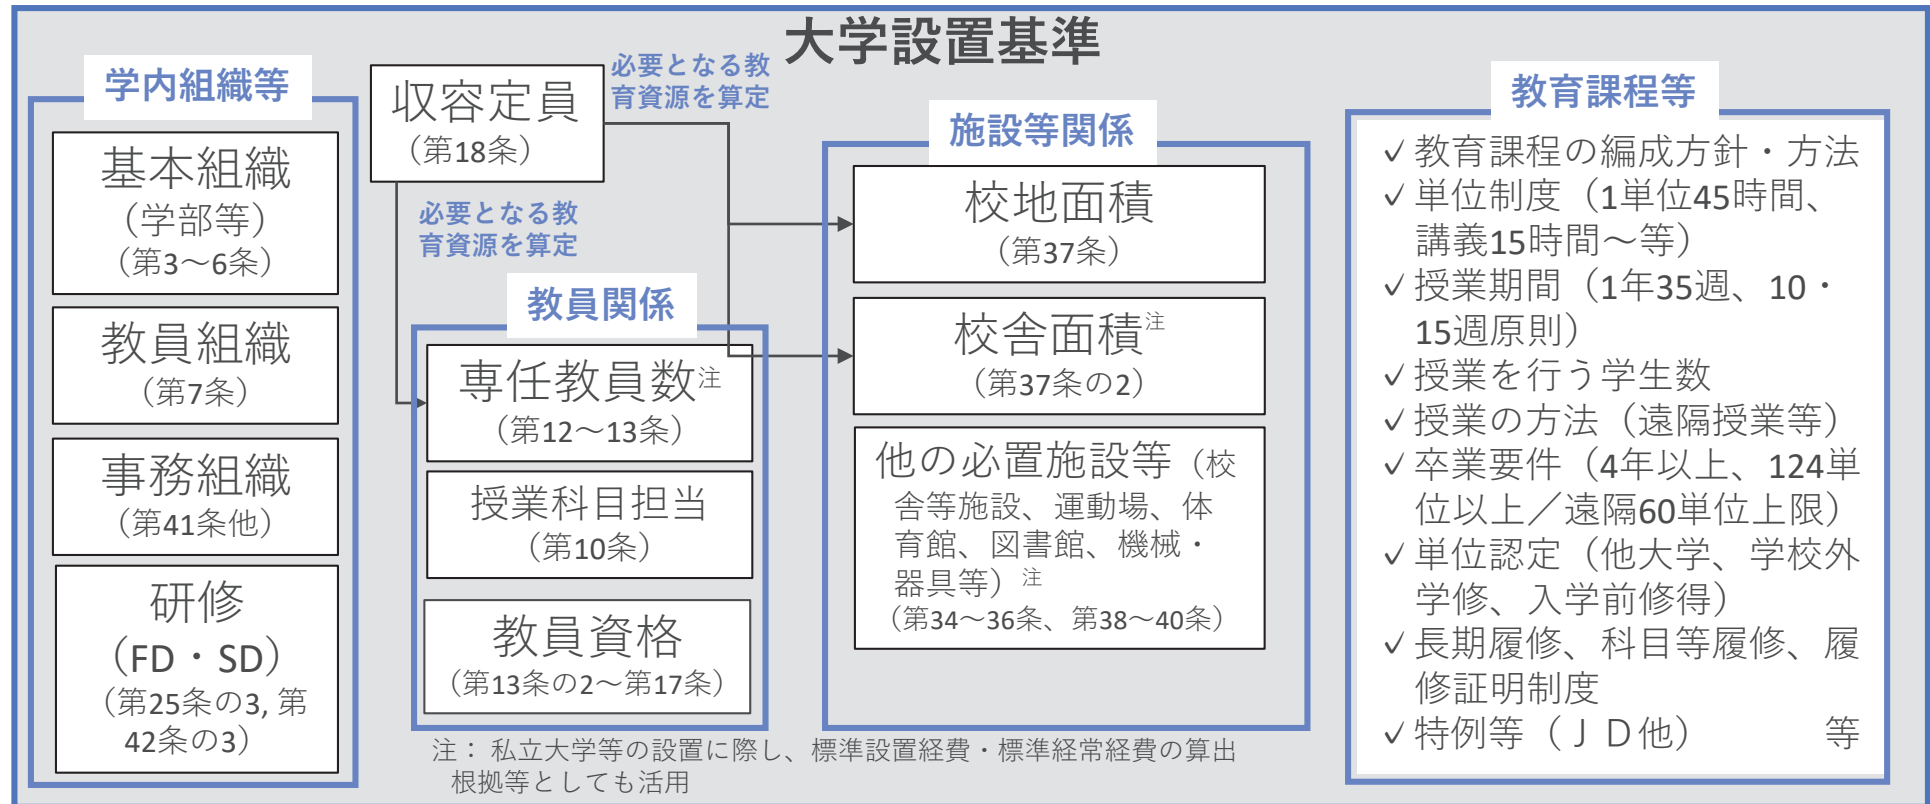 大学設置基準
学内組織等
基本組織
（学部等）
（第3～6条）
教員組織
（第7条）
事務組織
（第41条他）
研修
（FD・SD）
（第25条の3, 第
42条の3）
収容定員
（第18条）
必要となる教
育資源を算定
必要となる教
育資源を算定
教員関係
専任教員数注
（第12～13条）
授業科目担当
（第10条）
教員資格
（第13条の2～第17条）
施設等関係
校地面積
（第37条）
校舎面積注
（第37条の2）
他の必置施設等（校
舎等施設、運動場、体
育館、図書館、機械・
器具等）注
（第34～36条、第38～40条）
注： 私立大学等の設置に際し、標準設置経費・標準経常経費の算出
根拠等としても活用
教育課程等
✓教育課程の編成方針・方法
✓単位制度（1単位45時間、
講義15時間～等）
✓授業期間（1年35週、10・
15週原則）
✓授業を行う学生数
✓授業の方法（遠隔授業等）
✓卒業要件（4年以上、124単
位以上／遠隔60単位上限）
✓単位認定（他大学、学校外
学修、入学前修得）
✓長期履修、科目等履修、履
修証明制度
✓特例等（ＪＤ他） 等